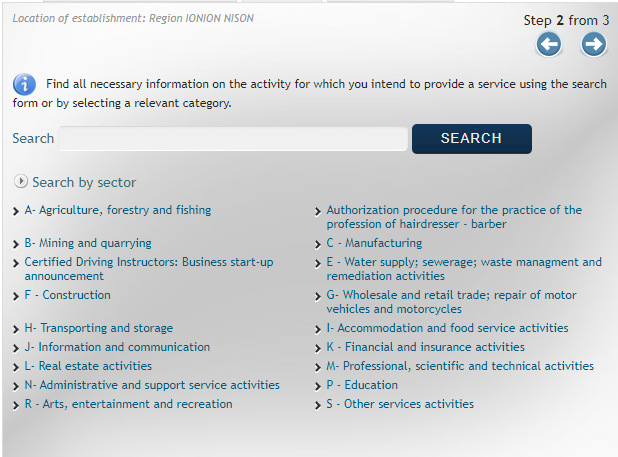 Location of establishment: Region IONION NISON
Step 2 from 3
Find all necessary information on the activity for which you intend to provide a service using the search
form or by selecting a relevant category.
Search
SEARCH
Search by sector
A- Agriculture, forestry and fishing
Authorization procedure for the practice of the
profession of hairdresser - barber
B- Mining and quarrying
C - Manufacturing
Certified Driving Instructors: Business start-up
announcement
E - Water supply; sewerage; waste managment and
remediation activities
F - Construction
G- Wholesale and retail trade; repair of motor
vehicles and motorcycles
H- Transporting and storage
I- Accommodation and food service activities
J- Information and communication
K - Financial and insurance activities
L- Real estate activities
M- Professional, scientific and technical activities
N- Administrative and support service activities
P - Education
R - Arts, entertainment and recreation
S - Other services activities